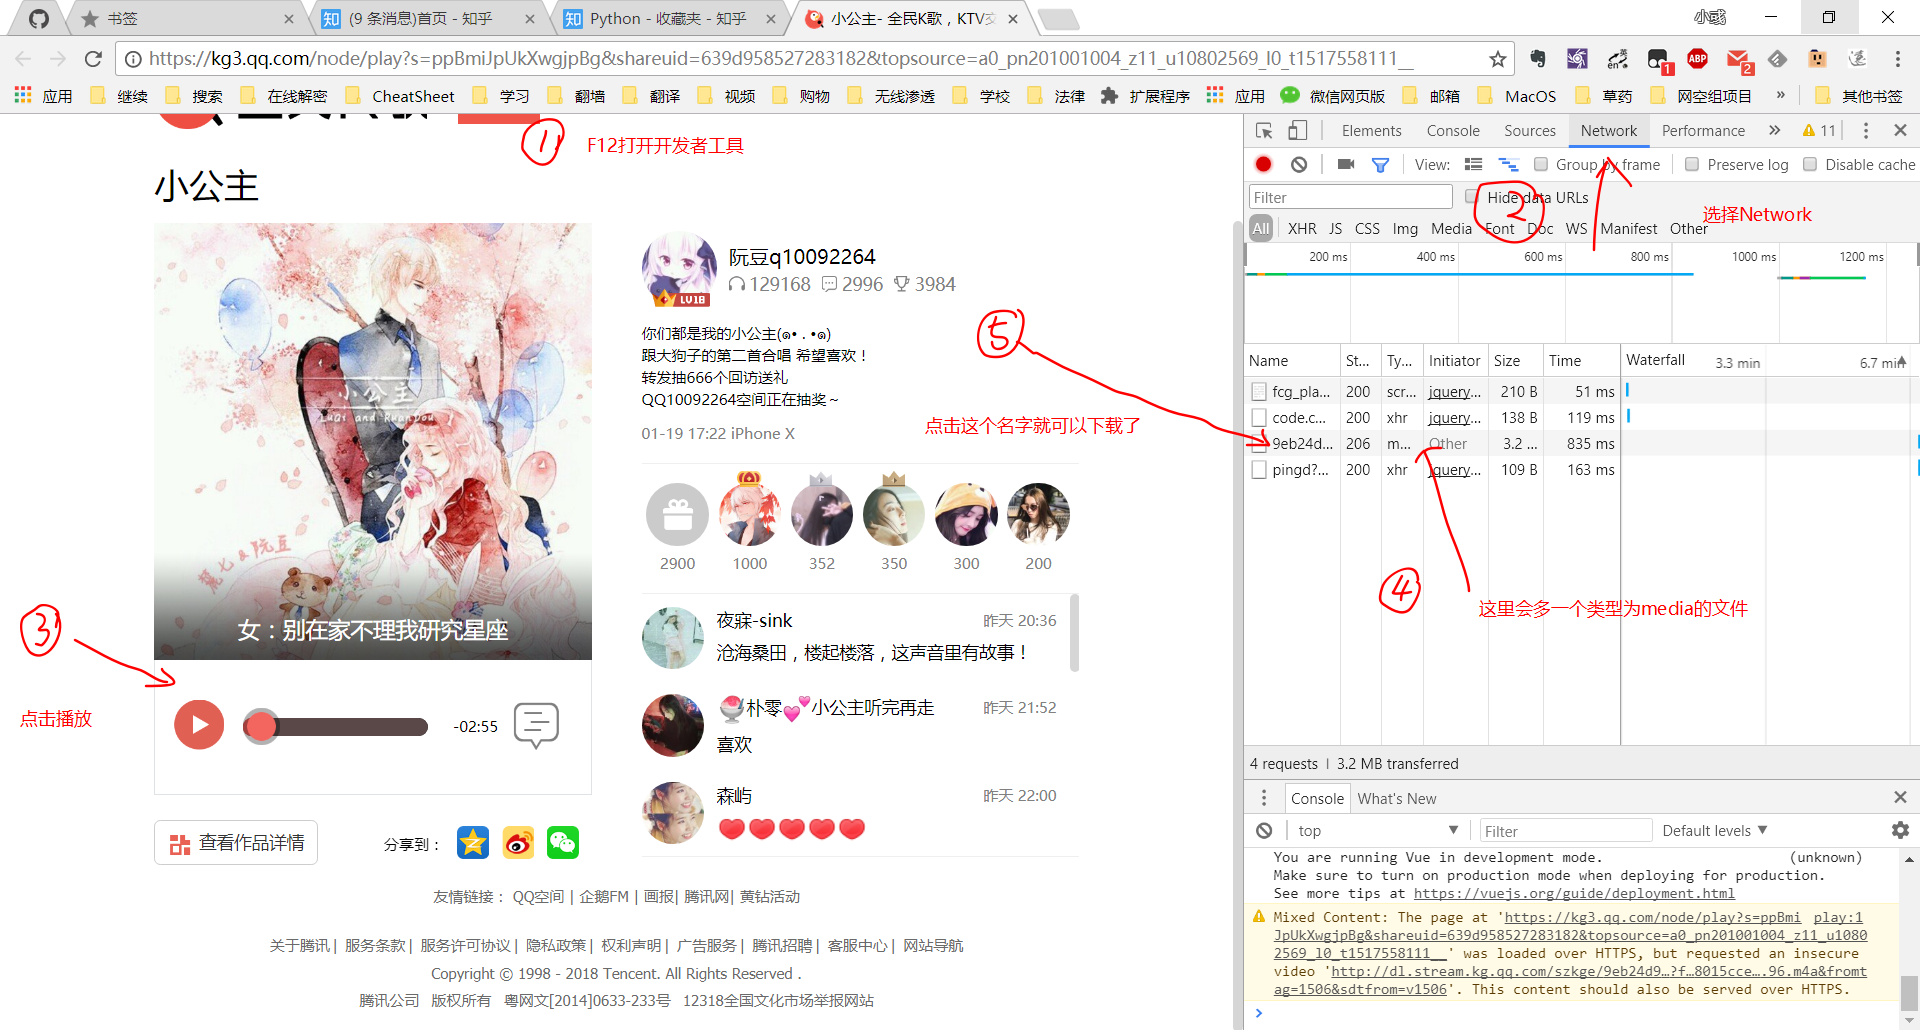 书签
(9 条消息)首页 - 知乎
Python - 收藏夹 - 知乎
小公主- 全民K歌，KTV交
小彧
https://kg3.qq.com/node/play?s=ppBmiJpUkXwgjpBg&shareuid=639d958527283182&topsource=a0_pn201001004_z11_u10802569_l0_t1517558111__
应用 继续 搜索 在线解密 CheatSheet 学习 翻墙 翻译 视频 购物 无线渗透 学校 法律 扩展程序 应用 微信网页版 邮箱 MacOS 草药 网空组项目 » 其他书签
① F12打开开发者工具
小公主
小公主
LuQi and RuanDou
女：别在家不理我研究星座
③
点击播放
-02:55
查看作品详情
分享到：
LV18
阮豆q10092264
129168 2996 3984
你们都是我的小公主(๑• . •๑)
跟大狗子的第二首合唱 希望喜欢！
转发抽666个回访送礼
QQ10092264空间正在抽奖～
01-19 17:22 iPhone X
⑤
点击这个名字就可以下载了
2900 1000 352 350 300 200
夜寐-sink 昨天 20:36
沧海桑田，楼起楼落，这声音里有故事！
朴零💕小公主听完再走 昨天 21:52
喜欢
森屿 昨天 22:00
友情链接： QQ空间 | 企鹅FM | 画报| 腾讯网| 黄钻活动
关于腾讯 | 服务条款 | 服务许可协议 | 隐私政策 | 权利声明 | 广告服务 | 腾讯招聘 | 客服中心 | 网站导航
Copyright © 1998 - 2018 Tencent. All Rights Reserved .
腾讯公司 版权所有 粤网文[2014]0633-233号 12318全国文化市场举报网站
Elements Console Sources Network Performance » 11
View: Group by frame Preserve log Disable cache
Filter Hide data URLs
② 选择Network
All XHR JS CSS Img Media Font Doc WS Manifest Other
200 ms 400 ms 600 ms 800 ms 1000 ms 1200 ms
Name St... Ty... Initiator Size Time Waterfall 3.3 min 6.7 min
fcg_pla... 200 scr... jquery... 210 B 51 ms
code.c... 200 xhr jquery... 138 B 119 ms
9eb24d... 206 m... Other 3.2 ... 835 ms
pingd?... 200 xhr jquery... 109 B 163 ms
④ 这里会多一个类型为media的文件
4 requests | 3.2 MB transferred
Console What's New
top Filter Default levels
You are running Vue in development mode. (unknown)
Make sure to turn on production mode when deploying for production.
See more tips at https://vuejs.org/guide/deployment.html
Mixed Content: The page at 'https://kg3.qq.com/node/play?s=ppBmi play:1
JpUkXwgjpBg&shareuid=639d958527283182&topsource=a0_pn201001004_z11_u1080
2569_l0_t1517558111__' was loaded over HTTPS, but requested an insecure
video 'http://dl.stream.kg.qq.com/szkge/9eb24d9…?f…8015cce….96.m4a&fromt
ag=1506&sdtfrom=v1506'. This content should also be served over HTTPS.